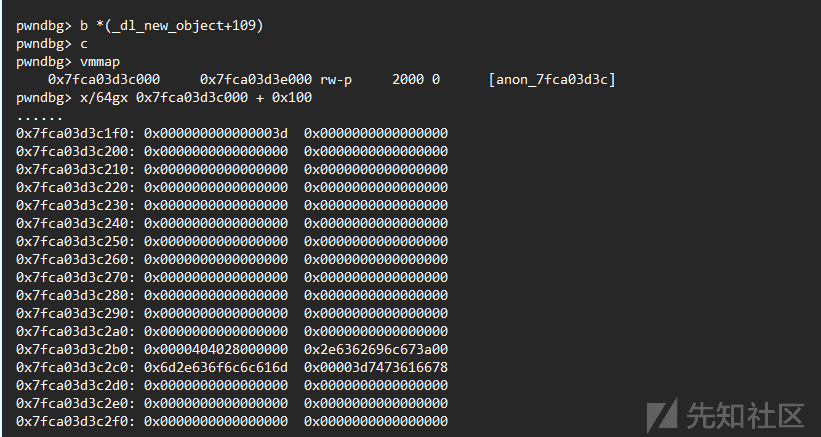 pwndbg> b *(_dl_new_object+109)
pwndbg> c
pwndbg> vmmap
    0x7fca03d3c000     0x7fca03d3e000 rw-p     2000 0      [anon_7fca03d3c]
pwndbg> x/64gx 0x7fca03d3c000 + 0x100
......
0x7fca03d3c1f0: 0x000000000000003d  0x0000000000000000
0x7fca03d3c200: 0x0000000000000000  0x0000000000000000
0x7fca03d3c210: 0x0000000000000000  0x0000000000000000
0x7fca03d3c220: 0x0000000000000000  0x0000000000000000
0x7fca03d3c230: 0x0000000000000000  0x0000000000000000
0x7fca03d3c240: 0x0000000000000000  0x0000000000000000
0x7fca03d3c250: 0x0000000000000000  0x0000000000000000
0x7fca03d3c260: 0x0000000000000000  0x0000000000000000
0x7fca03d3c270: 0x0000000000000000  0x0000000000000000
0x7fca03d3c280: 0x0000000000000000  0x0000000000000000
0x7fca03d3c290: 0x0000000000000000  0x0000000000000000
0x7fca03d3c2a0: 0x0000000000000000  0x0000000000000000
0x7fca03d3c2b0: 0x0000404028000000  0x2e6362696c673a00
0x7fca03d3c2c0: 0x6d2e636f6c6c616d  0x00003d7473616678
0x7fca03d3c2d0: 0x0000000000000000  0x0000000000000000
0x7fca03d3c2e0: 0x0000000000000000  0x0000000000000000
0x7fca03d3c2f0: 0x0000000000000000  0x0000000000000000
先知社区